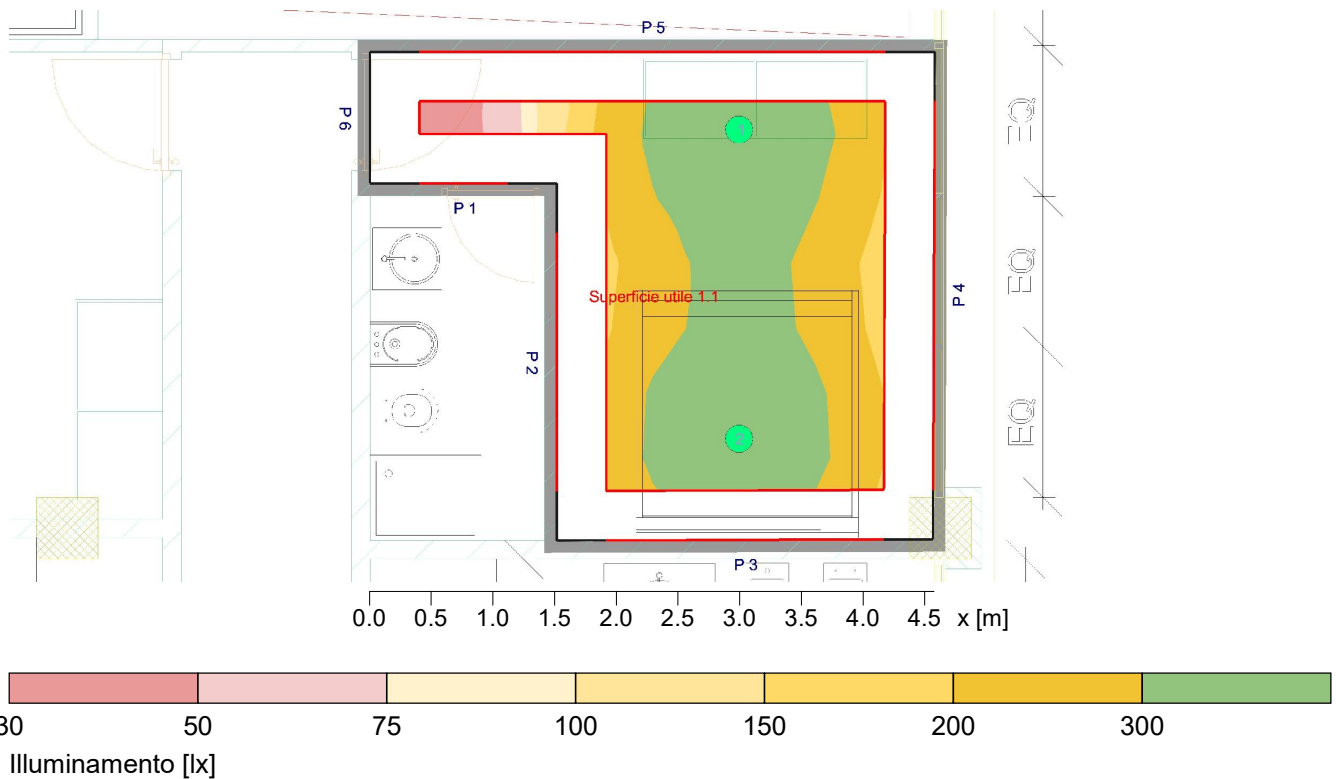 P 5
P 6
EQ
P 1
EQ
P 4
Superficie utile 1.1
P 2
EQ
2
P 3
0.0 0.5 1.0 1.5 2.0 2.5 3.0 3.5 4.0 4.5 x [m]
30 50 75 100 150 200 300
Illuminamento [lx]